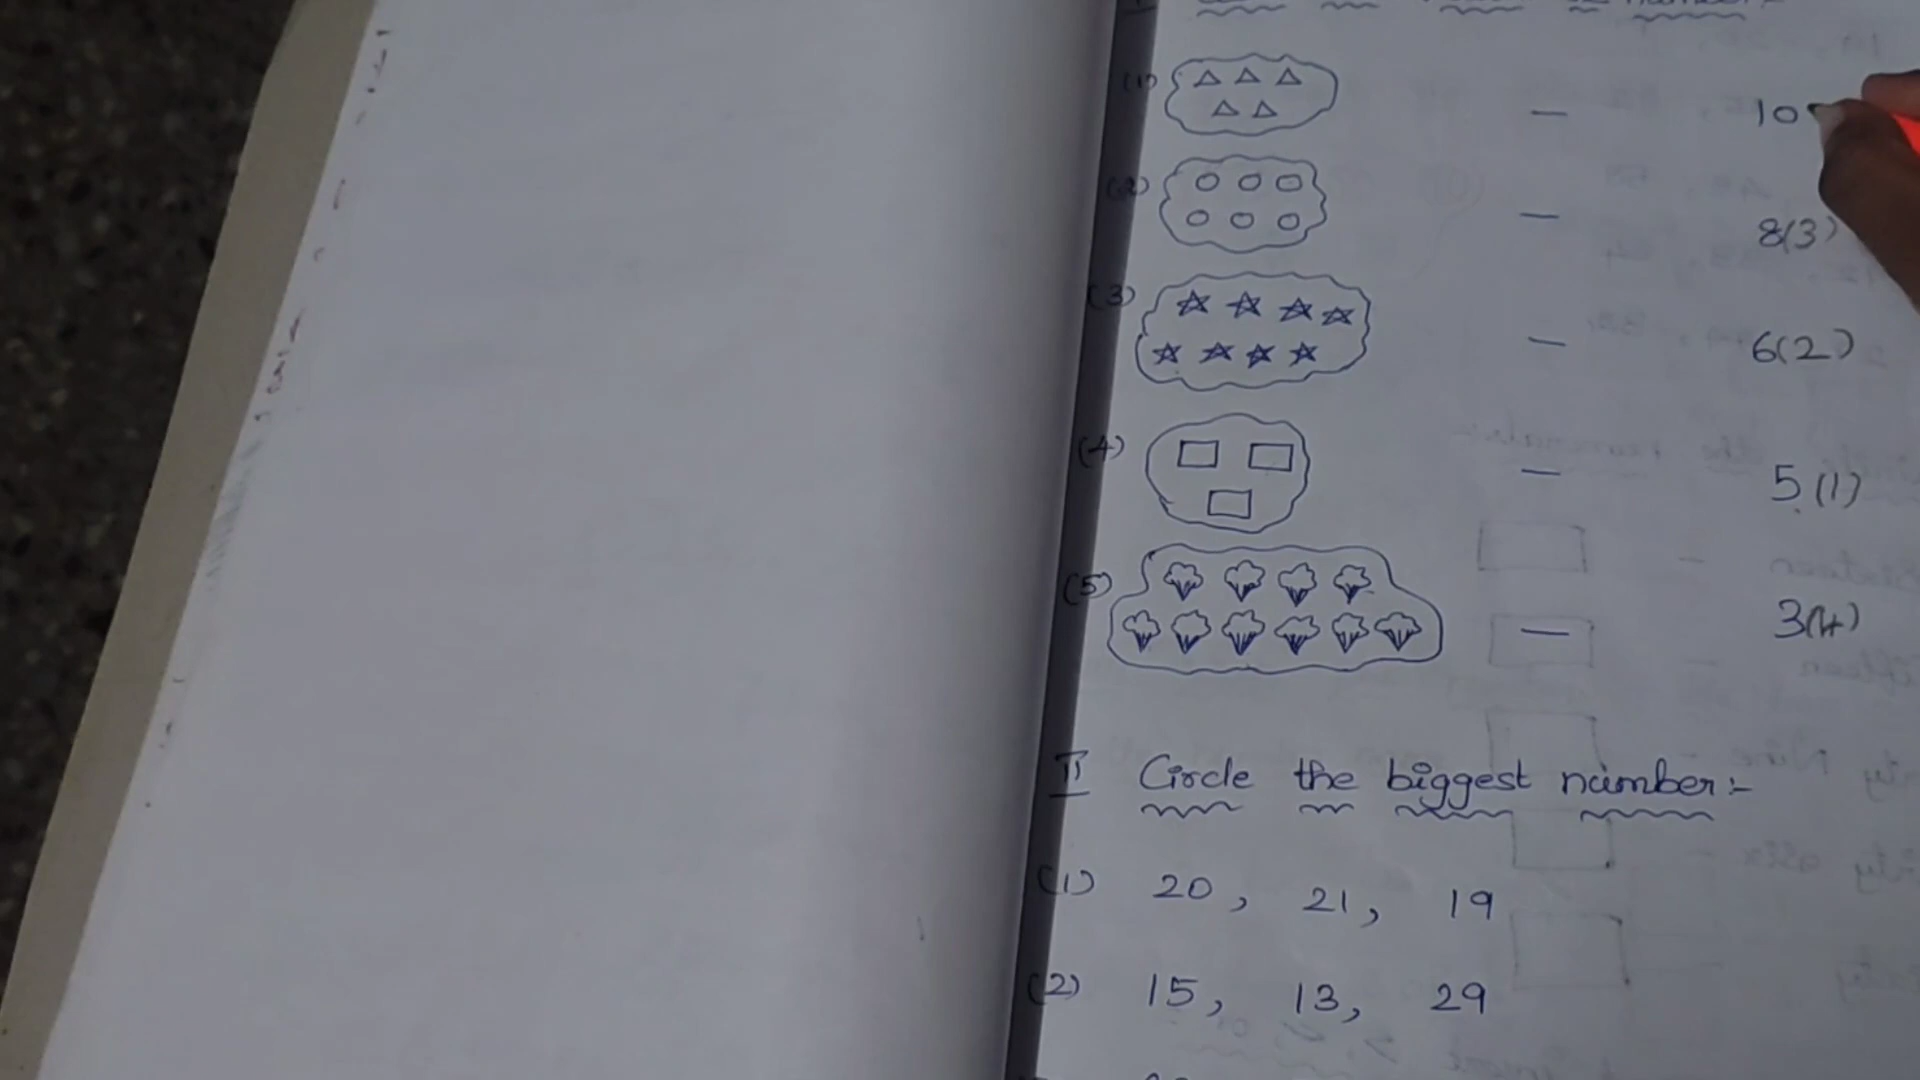 (1) — 10
(2) — 8(3)
(3) — 6(2)
(4) — 5(1)
(5) — 3(4)
II Circle the biggest number:-
(1) 20, 21, 19
(2) 15, 13, 29